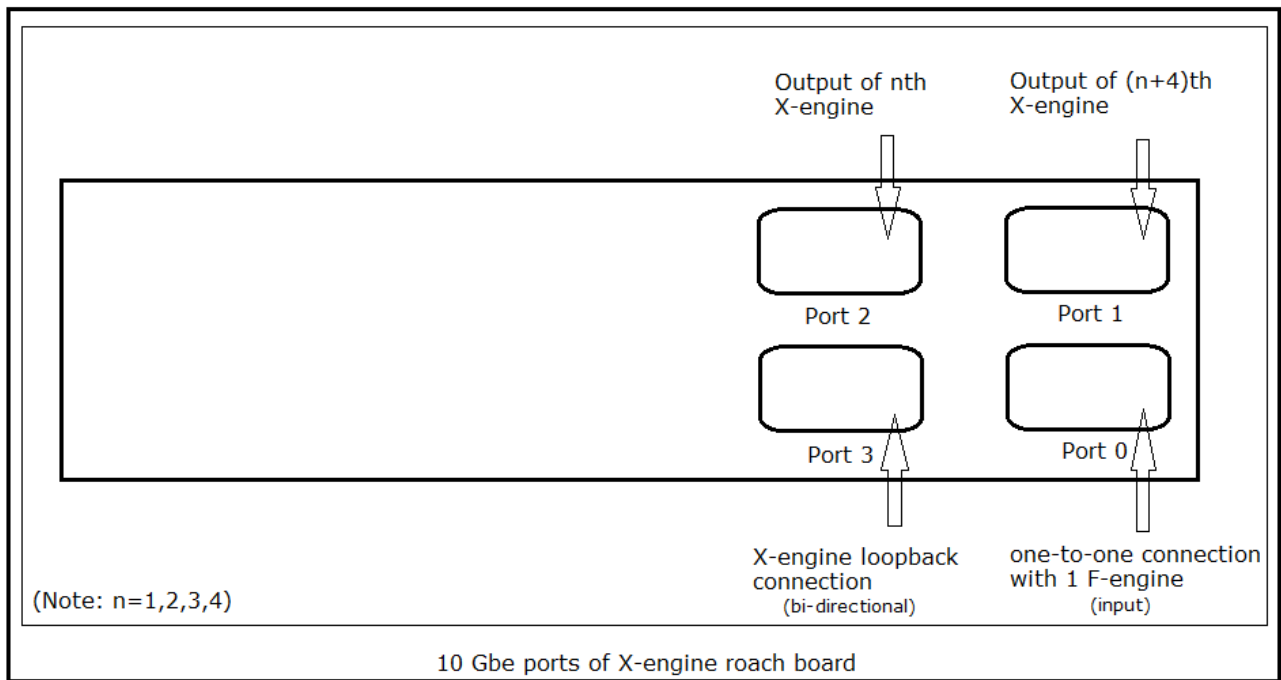 Output of nth
X-engine
Output of (n+4)th
X-engine
Port 2
Port 1
Port 3
Port 0
X-engine loopback
connection
(bi-directional)
one-to-one connection
with 1 F-engine
(input)
(Note: n=1,2,3,4)
10 Gbe ports of X-engine roach board